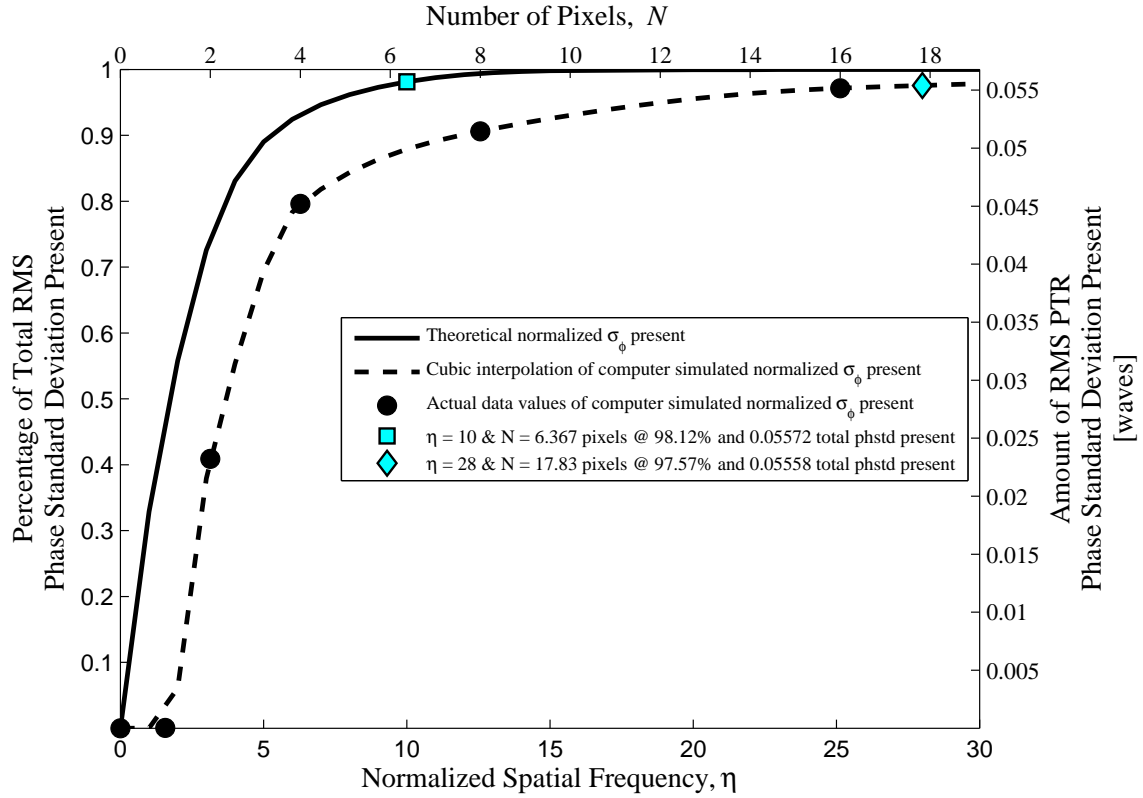 Number of Pixels, N
0 2 4 6 8 10 12 14 16 18
1
0.9
0.8
0.7
0.6
0.5
0.4
0.3
0.2
0.1
Percentage of Total RMS
Phase Standard Deviation Present
0.055
0.05
0.045
0.04
0.035
0.03
0.025
0.02
0.015
0.01
0.005
Amount of RMS PTR
Phase Standard Deviation Present
[waves]
Theoretical normalized σϕ present
Cubic interpolation of computer simulated normalized σϕ present
Actual data values of computer simulated normalized σϕ present
η = 10 & N = 6.367 pixels @ 98.12% and 0.05572 total phstd present
η = 28 & N = 17.83 pixels @ 97.57% and 0.05558 total phstd present
0 5 10 15 20 25 30
Normalized Spatial Frequency, η